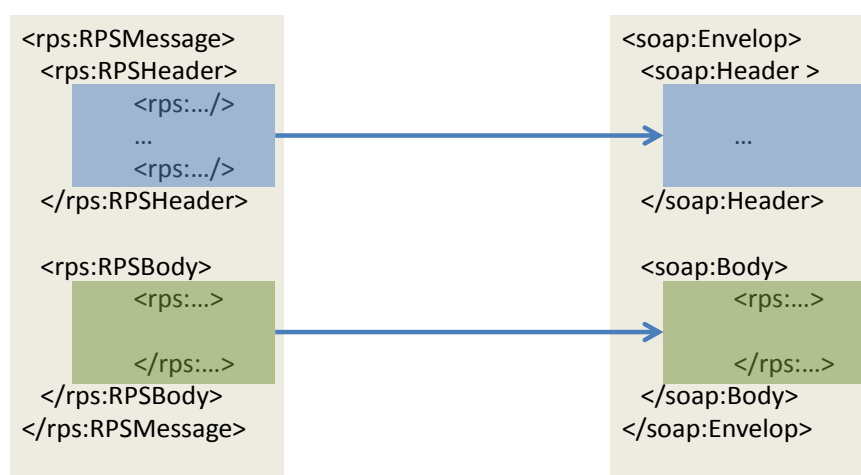 <rps:RPSMessage>
<rps:RPSHeader>
<rps:.../>
...
<rps:.../>
</rps:RPSHeader>
<rps:RPSBody>
<rps:...>
</rps:...>
</rps:RPSBody>
</rps:RPSMessage>
<soap:Envelop>
<soap:Header >
...
</soap:Header>
<soap:Body>
<rps:...>
</rps:...>
</soap:Body>
</soap:Envelop>